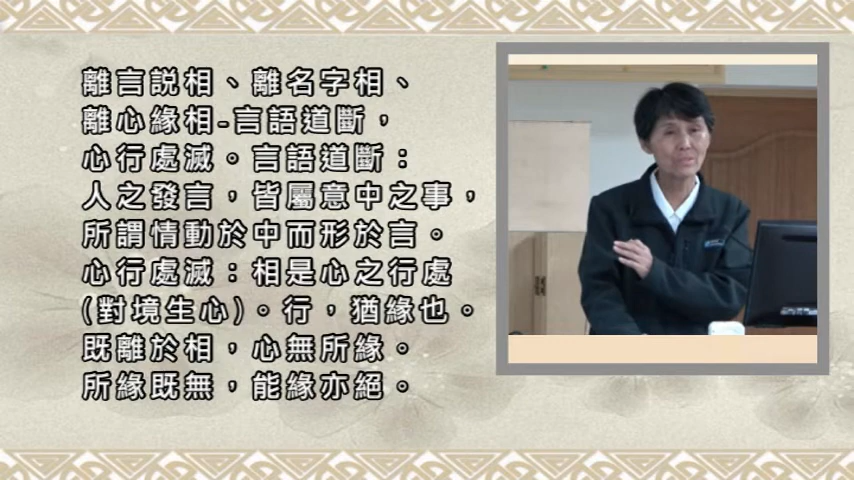 離言說相、離名字相、
離心緣相-言語道斷，
心行處滅。言語道斷：
人之發言，皆屬意中之事，
所謂情動於中而形於言。
心行處滅：相是心之行處
(對境生心)。行，猶緣也。
既離於相，心無所緣。
所緣既無，能緣亦絕。